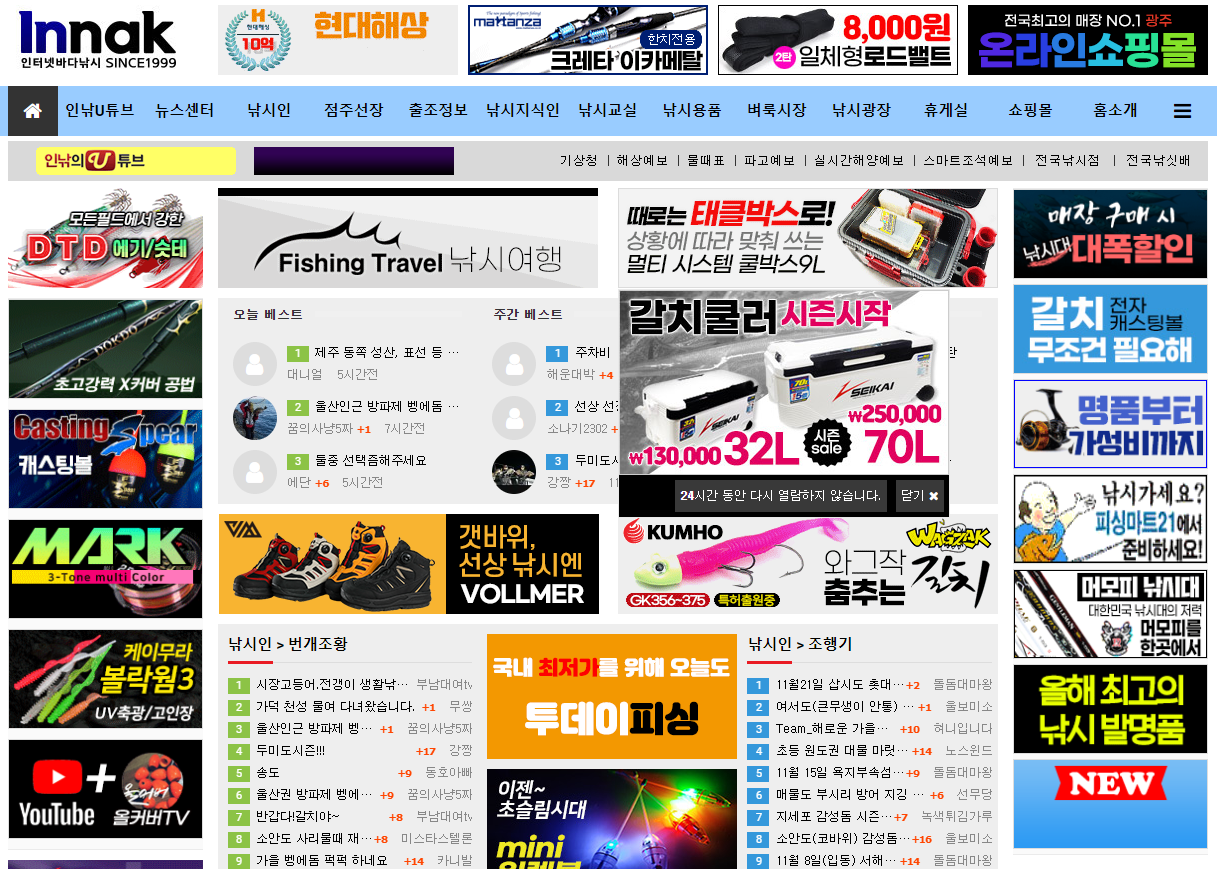 Innak
인터넷바다낚시 SINCE1999
현대해상
10억
현대해상
mattanza
한치전용
크레타 이카메탈
8,000원
2탄 일체형로드밸트
전국최고의 매장 NO.1 광주
온라인쇼핑몰
인낚U튜브 뉴스센터 낚시인 점주선장 출조정보 낚시지식인 낚시교실 낚시용품 벼룩시장 낚시광장 휴게실 쇼핑몰 홈소개
인낚의 U 튜브
기상청 | 해상예보 | 물때표 | 파고예보 | 실시간해양예보 | 스마트조석예보 | 전국낚시점 | 전국낚싯배
모든필드에서 강한
DTD 에기/슷테
DOKDO
초고강력 X커버 공법
Casting Spear
캐스팅볼
MARK
3-Tone multi Color
케이무라
볼락웜3
UV축광/고인장
YouTube
올커버TV
Fishing Travel 낚시여행
때로는 태클박스로!
상황에 따라 맞춰 쓰는
멀티 시스템 쿨박스9L
오늘 베스트
1 제주 동쪽 성산, 표선 등 …
대니얼 5시간전
2 울산인근 방파제 벵에돔 …
꿈의사냥5짜 +1 7시간전
3 돌중 선택좀해주세요
에단 +6 5시간전
주간 베스트
1 주차비
해운대박 +4
2 선상 선
소나기2302 +
3 두미도시
강짱 +17
갈치쿨러 시즌시작
SEIKAI
SEIKAI
₩130,000 32L
시즌 sale
₩250,000
70L
24시간 동안 다시 열람하지 않습니다.
닫기 ✖
갯바위,
선상 낚시엔
VOLLMER
KUMHO
WAGZAK
와그작
춤추는
갈치
GK356~375 특허출원중
낚시인 > 번개조황
1 시장고등어.전갱이 생활낚… 부남대여tv
2 가덕 천성 물여 다녀왔습니다. +1 무쌍
3 울산인근 방파제 벵… +1 꿈의사냥5짜
4 두미도시즌!!! +17 강짱
5 송도 +9 동호아빠
6 울산권 방파제 벵에… +9 꿈의사냥5짜
7 반갑다!갈치야~ +8 부남대여tv
8 소안도 사리물때 재…+8 미스타스텔론
9 가을 벵에돔 퍽퍽 하네요 +14 카니발
국내 최저가를 위해 오늘도
투데이피싱
이젠~
초슬림시대
mini
낚시인 > 조행기
1 11월21일 삽시도 춋대…+2 돌돔대마왕
2 여서도(큰무생이 안통) …+1 울보미소
3 Team_해로운 가을… +10 혀니입니다
4 초등 원도권 대물 마릿…+14 노스윈드
5 11월 15일 욕지부속섬…+9 돌돔대마왕
6 매물도 부시리 방어 지깅 … +6 선무당
7 지세포 감성돔 시즌…+7 녹색튀김가루
8 소안도(코바위) 감성돔…+16 울보미소
9 11월 8일(입동) 서해…+14 돌돔대마왕
매장 구매 시
낚시대 대폭할인
갈치 전자
캐스팅볼
무조건 필요해
명품부터
가성비까지
낚시가세요?
피싱마트21에서
준비하세요!
머모피 낚시대
대한민국 낚시대의 저력
머모피를
한곳에서
올해 최고의
낚시 발명품
NEW